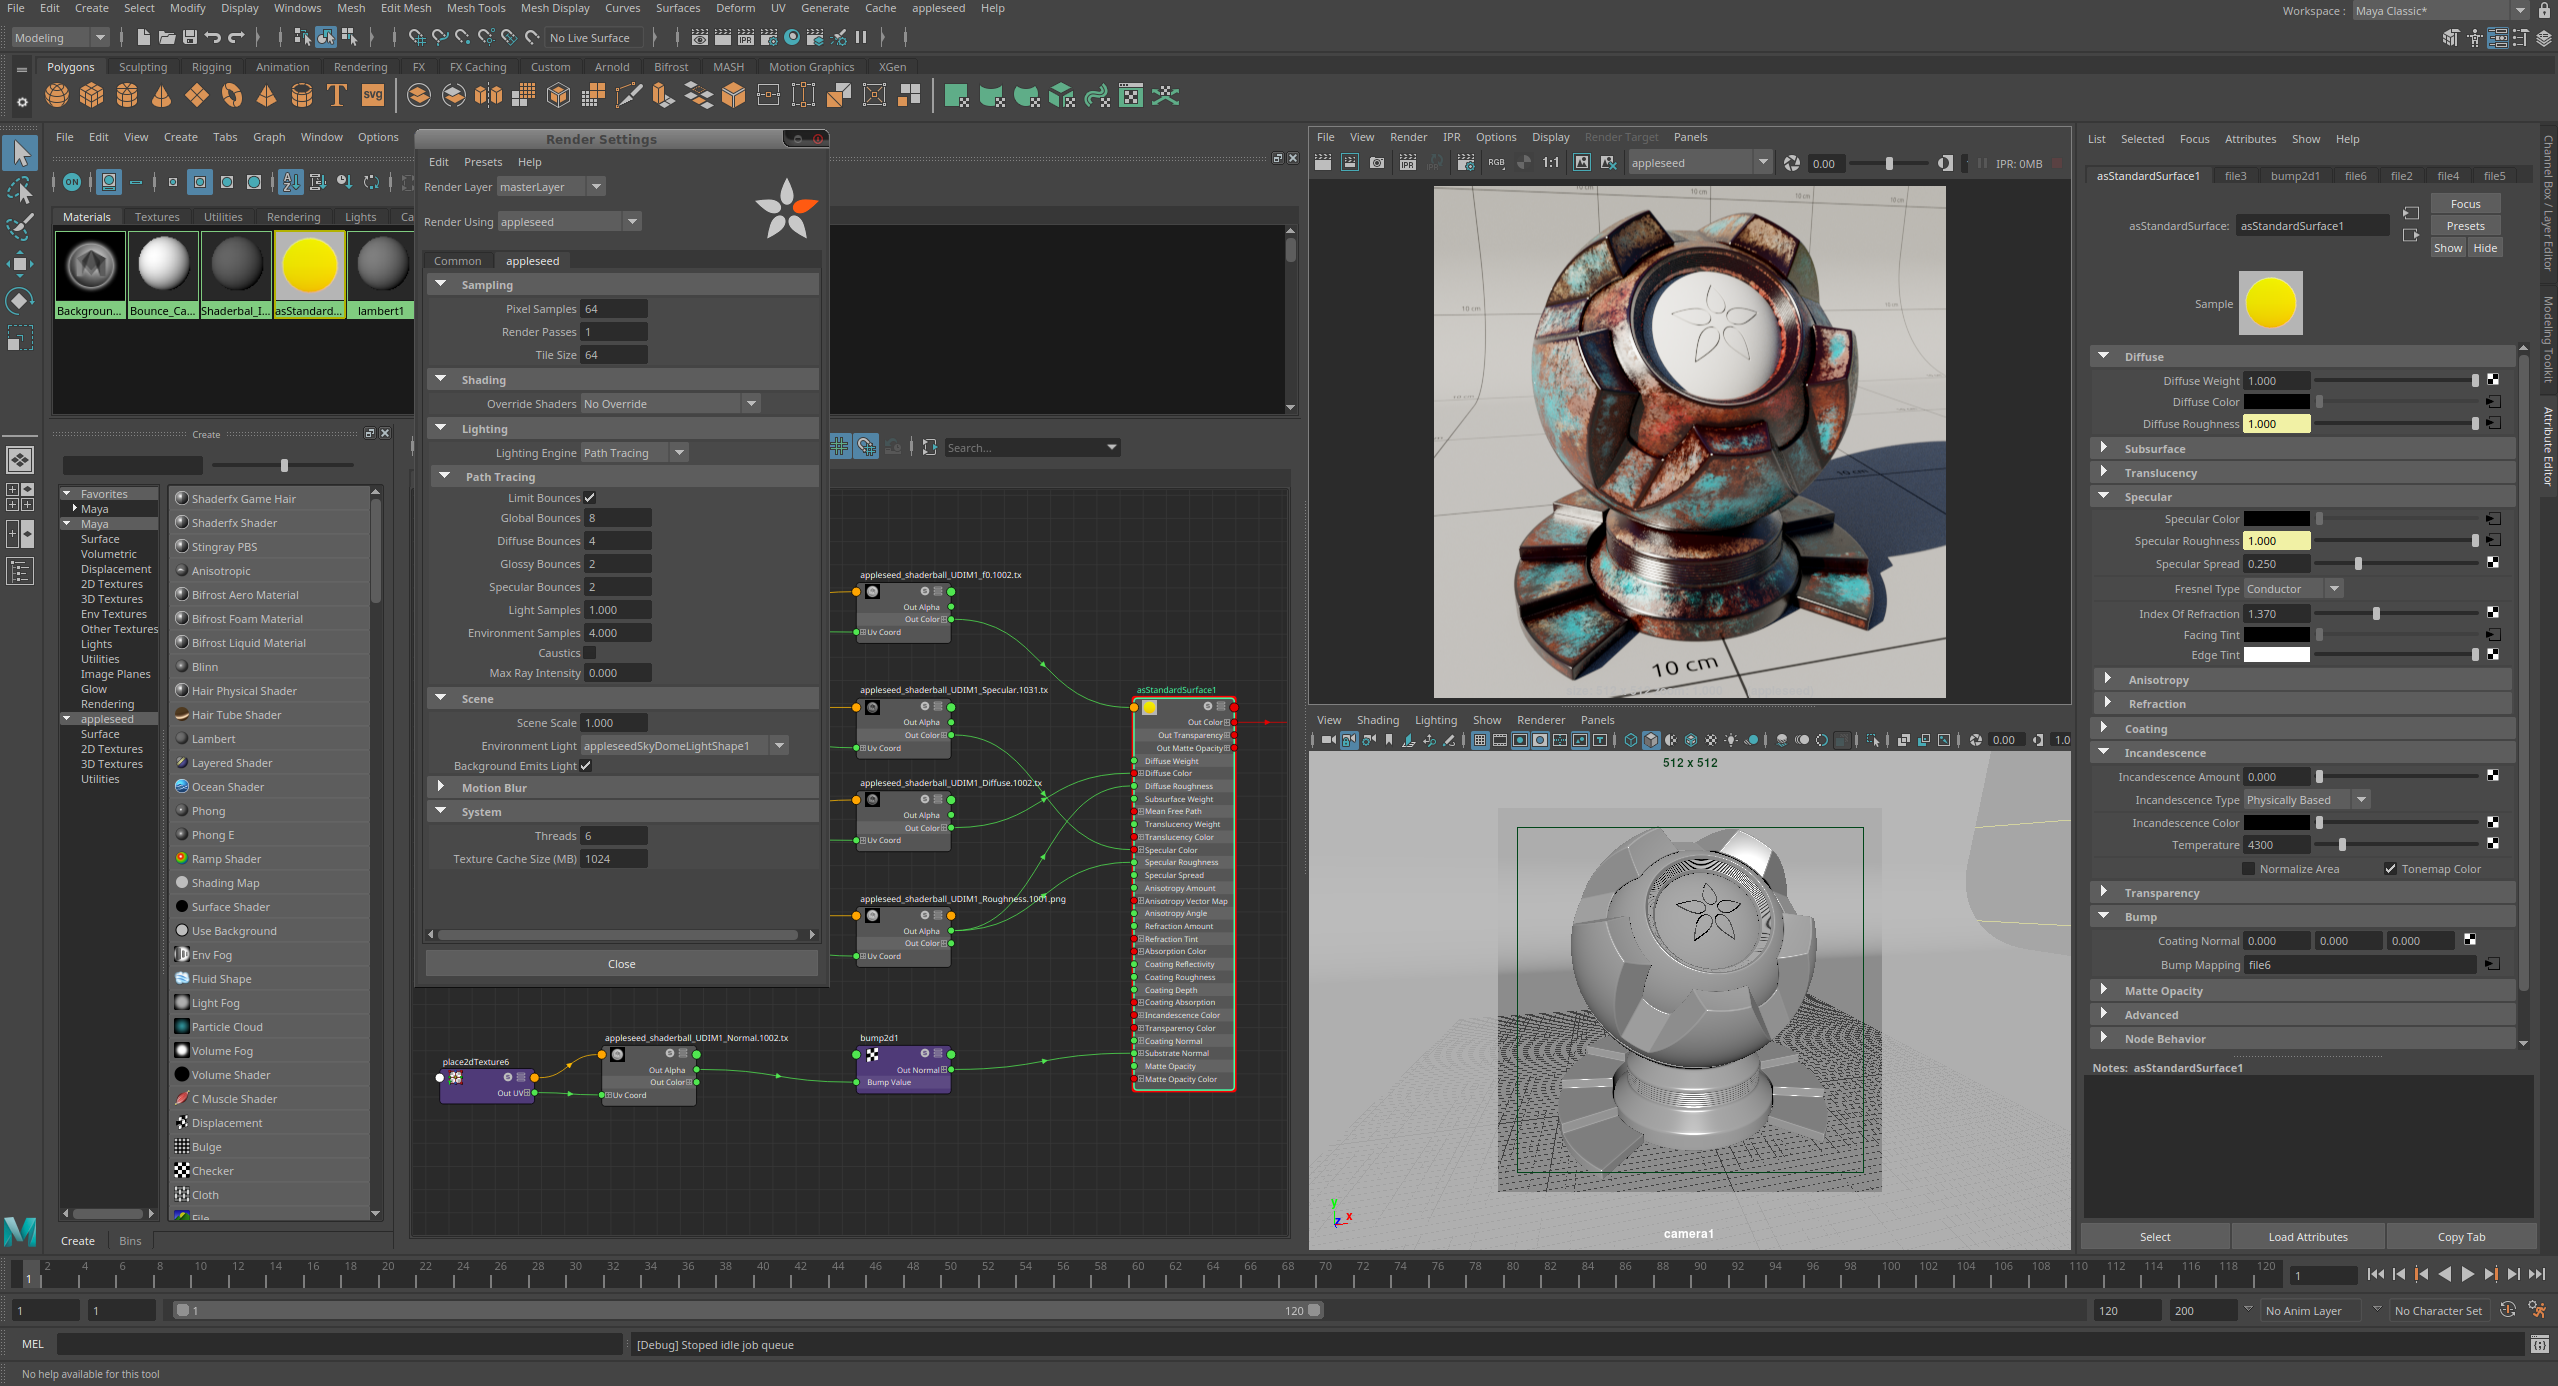 File Edit Create Select Modify Display Windows Mesh Edit Mesh Mesh Tools Mesh Display Curves Surfaces Deform UV Generate Cache appleseed Help
Workspace : Maya Classic*
Modeling
No Live Surface
Polygons Sculpting Rigging Animation Rendering FX FX Caching Custom Arnold Bifrost MASH Motion Graphics XGen
T svg
File Edit View Create Tabs Graph Window Options
ON
Materials Textures Utilities Rendering Lights Ca
Backgroun... Bounce_Ca... Shaderbal_I... asStandard... lambert1
Create
Favorites
Maya
Maya
Surface
Volumetric
Displacement
2D Textures
3D Textures
Env Textures
Other Textures
Lights
Utilities
Image Planes
Glow
Rendering
appleseed
Surface
2D Textures
3D Textures
Utilities
Shaderfx Game Hair
Shaderfx Shader
Stingray PBS
Anisotropic
Bifrost Aero Material
Bifrost Foam Material
Bifrost Liquid Material
Blinn
Hair Physical Shader
Hair Tube Shader
Lambert
Layered Shader
Ocean Shader
Phong
Phong E
Ramp Shader
Shading Map
Surface Shader
Use Background
Env Fog
Fluid Shape
Light Fog
Particle Cloud
Volume Fog
Volume Shader
C Muscle Shader
Displacement
Bulge
Checker
Cloth
File
Create Bins
Render Settings
Edit Presets Help
Render Layer masterLayer
Render Using appleseed
Common appleseed
Sampling
Pixel Samples 64
Render Passes 1
Tile Size 64
Shading
Override Shaders No Override
Lighting
Lighting Engine Path Tracing
Path Tracing
Limit Bounces
Global Bounces 8
Diffuse Bounces 4
Glossy Bounces 2
Specular Bounces 2
Light Samples 1.000
Environment Samples 4.000
Caustics
Max Ray Intensity 0.000
Scene
Scene Scale 1.000
Environment Light appleseedSkyDomeLightShape1
Background Emits Light
Motion Blur
System
Threads 6
Texture Cache Size (MB) 1024
Close
Search...
appleseed_shaderball_UDIM1_f0.1002.tx
Out Alpha
Out Color
Uv Coord
appleseed_shaderball_UDIM1_Specular.1031.tx
Out Alpha
Out Color
Uv Coord
appleseed_shaderball_UDIM1_Diffuse.1002.tx
Out Alpha
Out Color
Uv Coord
appleseed_shaderball_UDIM1_Roughness.1001.png
Out Alpha
Out Color
Uv Coord
place2dTexture6
Out UV
appleseed_shaderball_UDIM1_Normal.1002.tx
Out Alpha
Out Color
Uv Coord
bump2d1
Out Normal
Bump Value
asStandardSurface1
Out Color
Out Transparency
Out Matte Opacity
Diffuse Weight
Diffuse Color
Diffuse Roughness
Subsurface Weight
Mean Free Path
Translucency Weight
Translucency Color
Specular Color
Specular Roughness
Specular Spread
Anisotropy Amount
Anisotropy Vector Map
Anisotropy Angle
Refraction Amount
Refraction Tint
Absorption Color
Coating Reflectivity
Coating Roughness
Coating Depth
Coating Absorption
Incandescence Color
Transparency Color
Coating Normal
Substrate Normal
Matte Opacity
Matte Opacity Color
File View Render IPR Options Display Render Target Panels
IPR RGB 1:1 appleseed 0.00 IPR: 0MB
10 cm
View Shading Lighting Show Renderer Panels
0.00 1.0
512 x 512
y
z x
camera1
List Selected Focus Attributes Show Help
asStandardSurface1 file3 bump2d1 file6 file2 file4 file5
asStandardSurface: asStandardSurface1
Focus
Presets
Show Hide
Sample
Diffuse
Diffuse Weight 1.000
Diffuse Color
Diffuse Roughness 1.000
Subsurface
Translucency
Specular
Specular Color
Specular Roughness 1.000
Specular Spread 0.250
Fresnel Type Conductor
Index Of Refraction 1.370
Facing Tint
Edge Tint
Anisotropy
Refraction
Coating
Incandescence
Incandescence Amount 0.000
Incandescence Type Physically Based
Incandescence Color
Temperature 4300
Normalize Area Tonemap Color
Transparency
Bump
Coating Normal 0.000 0.000 0.000
Bump Mapping file6
Matte Opacity
Advanced
Node Behavior
Notes: asStandardSurface1
Select Load Attributes Copy Tab
Channel Box / Layer Editor
Modeling Toolkit
Attribute Editor
1 2 4 6 8 10 12 14 16 18 20 22 24 26 28 30 32 34 36 38 40 42 44 46 48 50 52 54 56 58 60 62 64 66 68 70 72 74 76 78 80 82 84 86 88 90 92 94 96 98 100 102 104 106 108 110 112 114 116 118 120 1
1 1 1 120 120 200 No Anim Layer No Character Set
MEL [Debug] Stoped idle job queue
No help available for this tool